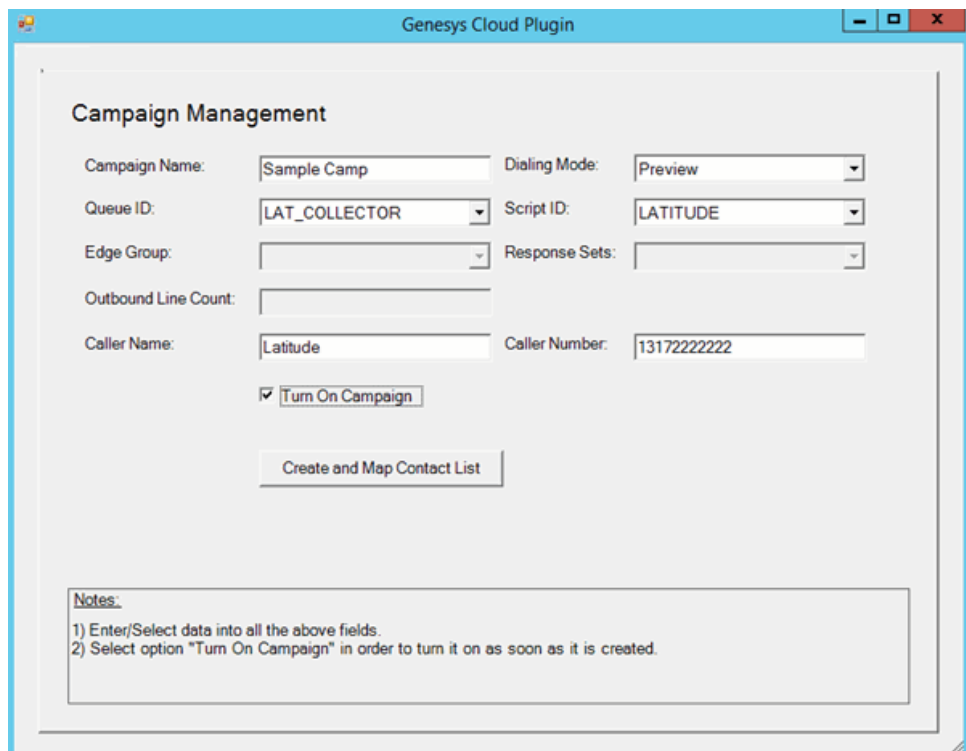 Genesys Cloud Plugin
Campaign Management
Campaign Name: Sample Camp Dialing Mode: Preview
Queue ID: LAT_COLLECTOR Script ID: LATITUDE
Edge Group: Response Sets:
Outbound Line Count:
Caller Name: Latitude Caller Number: 13172222222
Turn On Campaign
Create and Map Contact List
Notes:
1) Enter/Select data into all the above fields.
2) Select option "Turn On Campaign" in order to turn it on as soon as it is created.